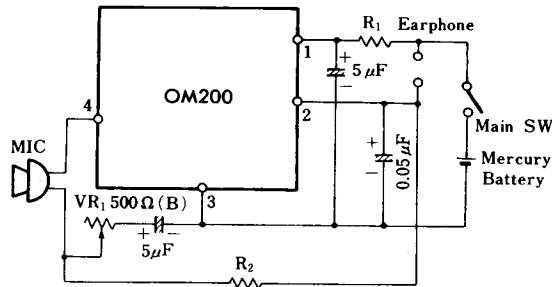 R₁
Earphone
1
+
5 μF
−
OM200
4
2
Main SW
MIC
+
−
0.05 μF
Mercury
Battery
VR₁ 500 Ω (B)
3
+
−
5μF
R₂